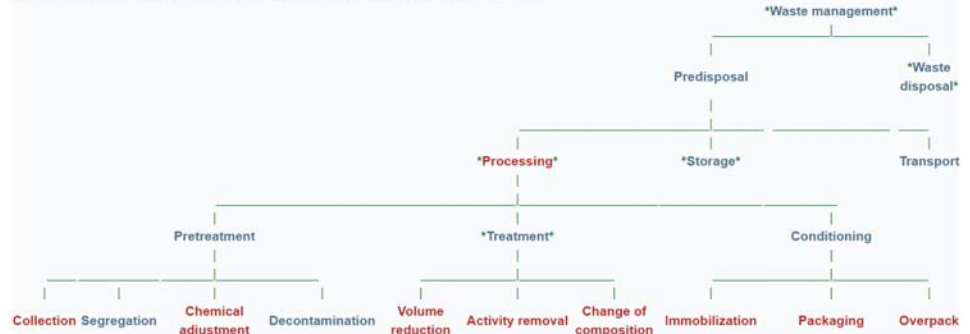 *Waste management*
Predisposal
*Waste
disposal*
*Processing*
*Storage*
Transport
Pretreatment
*Treatment*
Conditioning
Collection
Segregation
Chemical
adjustment
Decontamination
Volume
reduction
Activity removal
Change of
composition
Immobilization
Packaging
Overpack